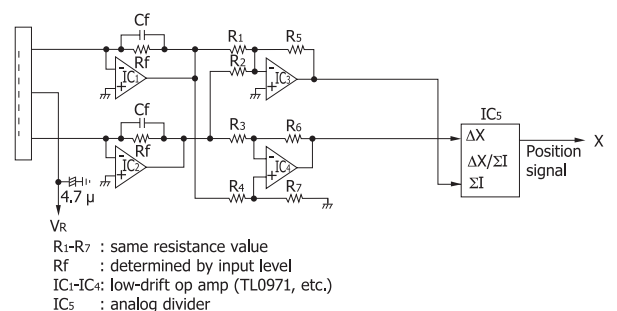 Cf
Rf
IC1
R1
R2
R5
IC3
Cf
Rf
IC2
R3
R6
IC4
R4
R7
4.7 μ
VR
IC5
ΔX
ΔX/ΣI
ΣI
Position
signal
X
R1-R7 : same resistance value
Rf : determined by input level
IC1-IC4: low-drift op amp (TL0971, etc.)
IC5 : analog divider